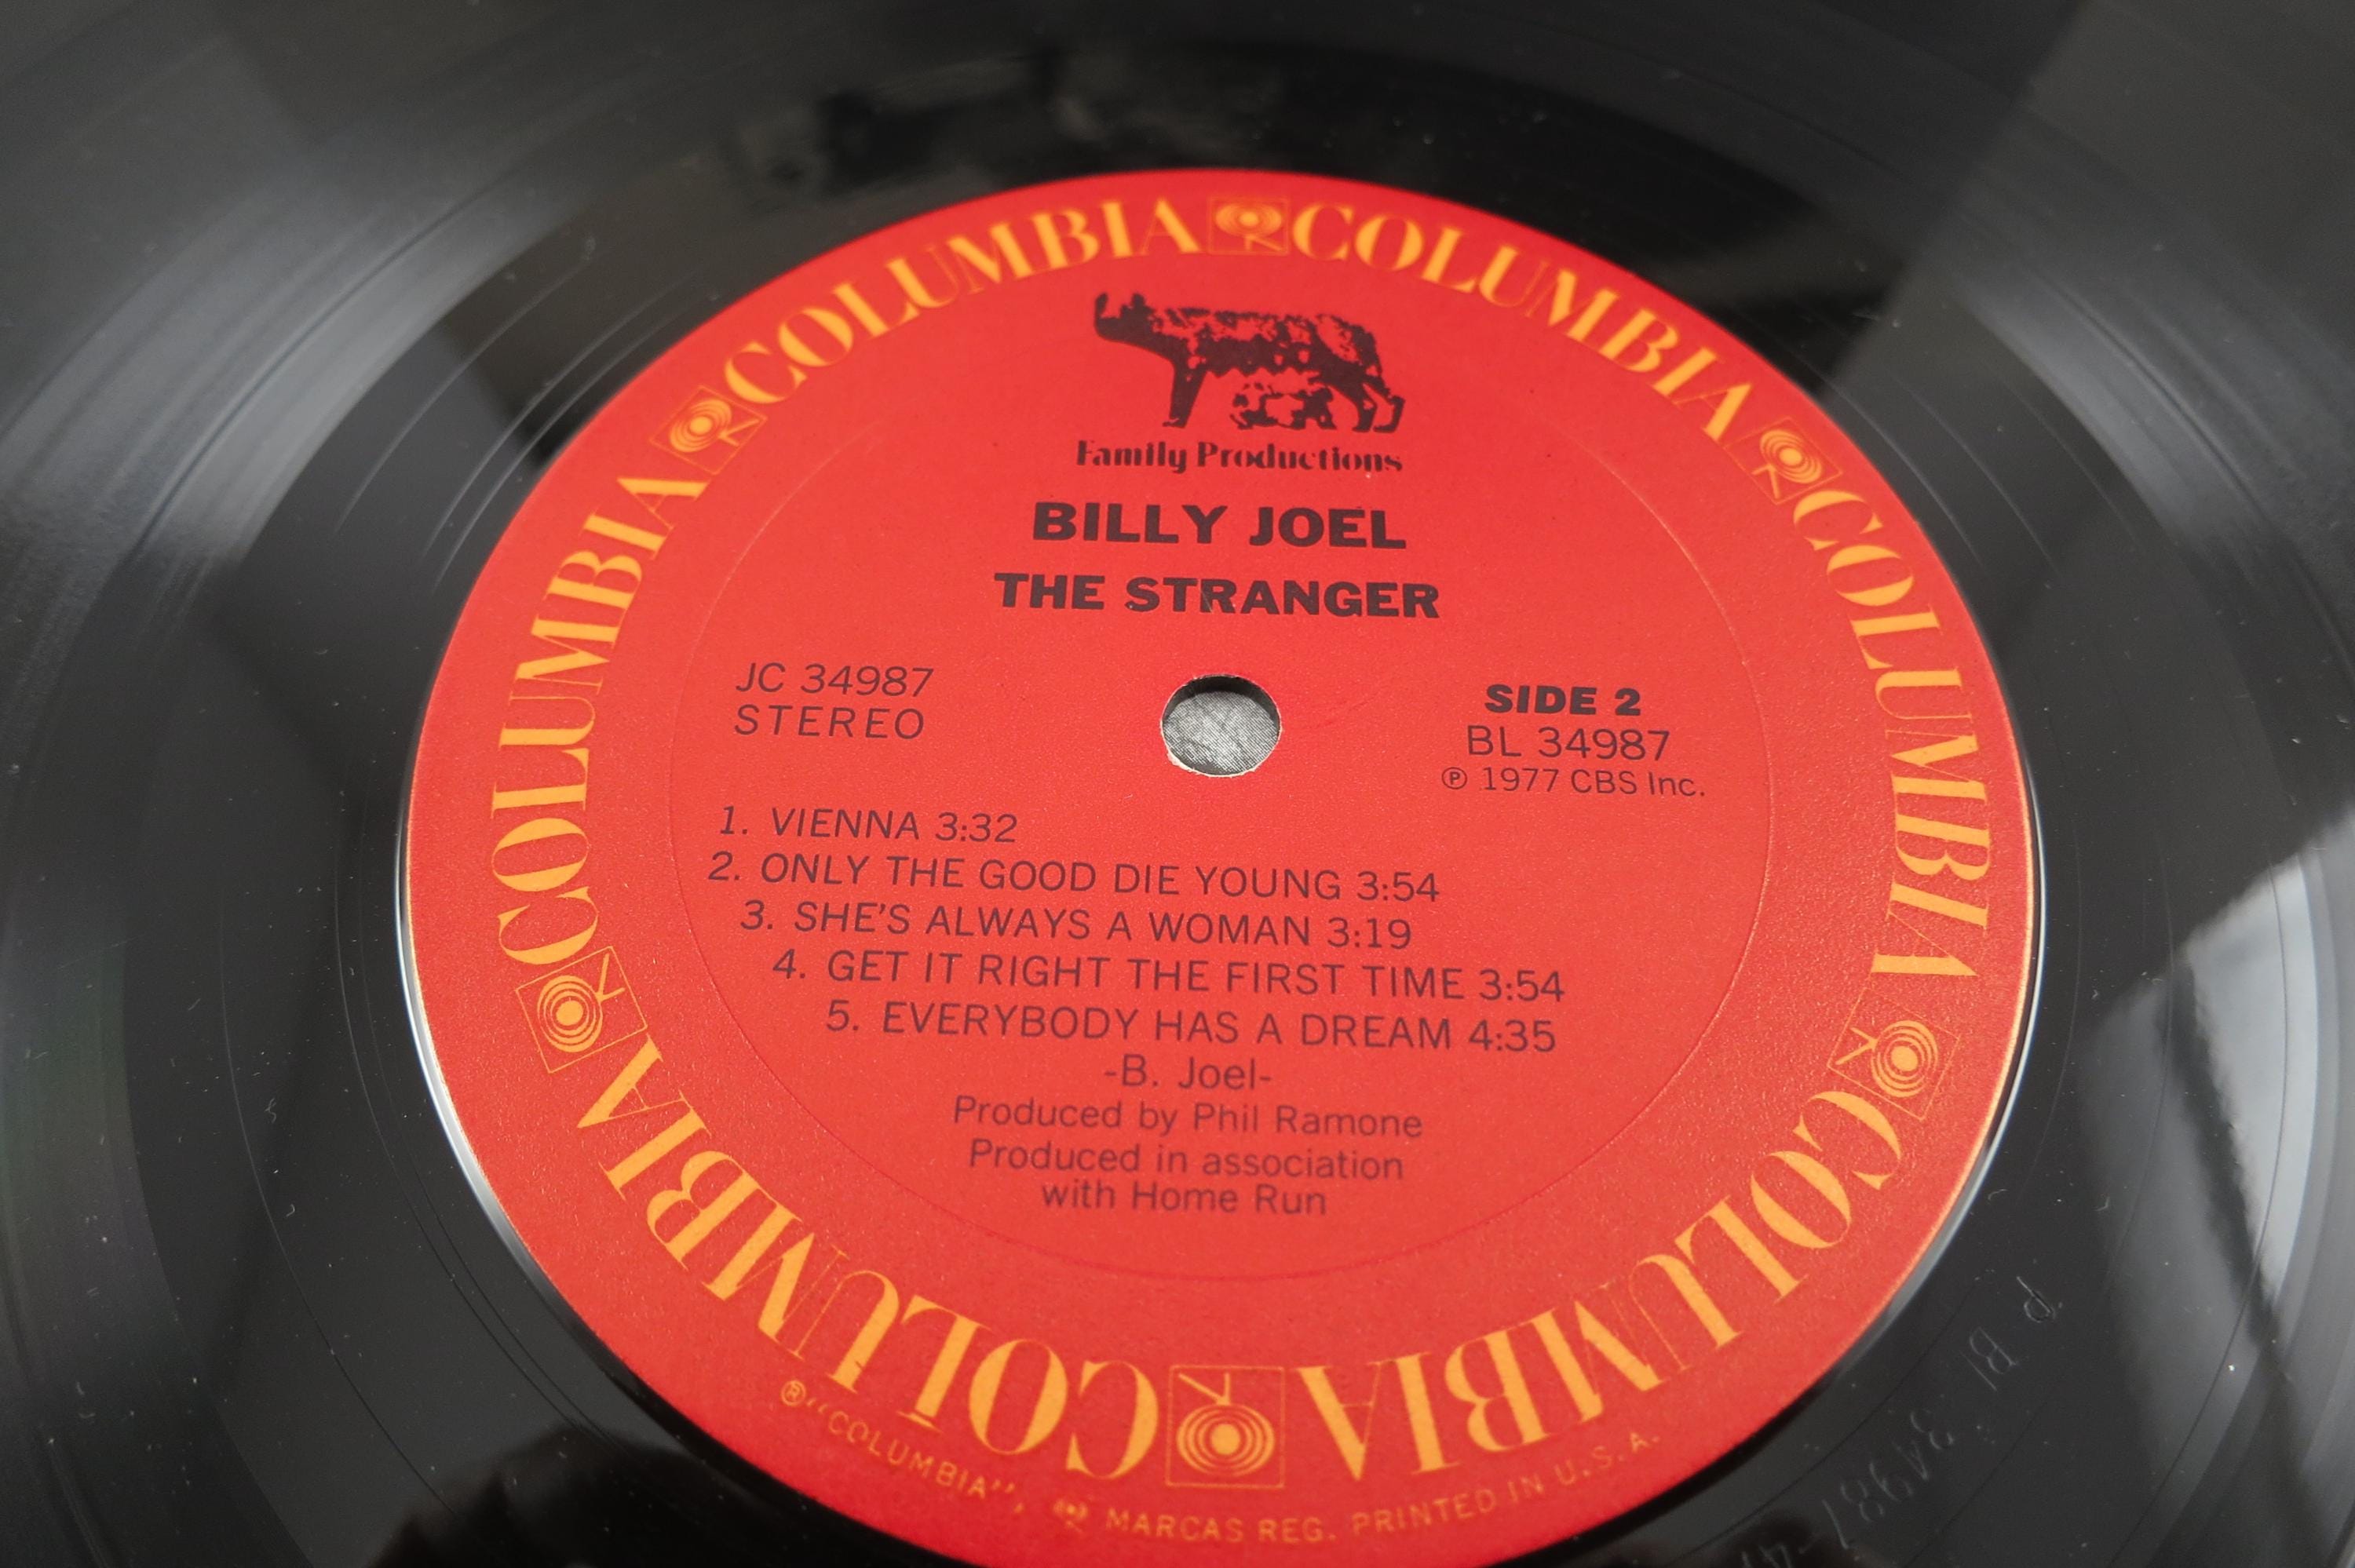 COLUMBIA COLUMBIA COLUMBIA COLUMBIA COLUMBIA COLUMBIA
Family Productions
BILLY JOEL
THE STRANGER
JC 34987
STEREO
SIDE 2
BL 34987
℗ 1977 CBS Inc.
1. VIENNA 3:32
2. ONLY THE GOOD DIE YOUNG 3:54
3. SHE'S ALWAYS A WOMAN 3:19
4. GET IT RIGHT THE FIRST TIME 3:54
5. EVERYBODY HAS A DREAM 4:35
-B. Joel-
Produced by Phil Ramone
Produced in association
with Home Run
® "COLUMBIA", MARCAS REG. PRINTED IN U.S.A.